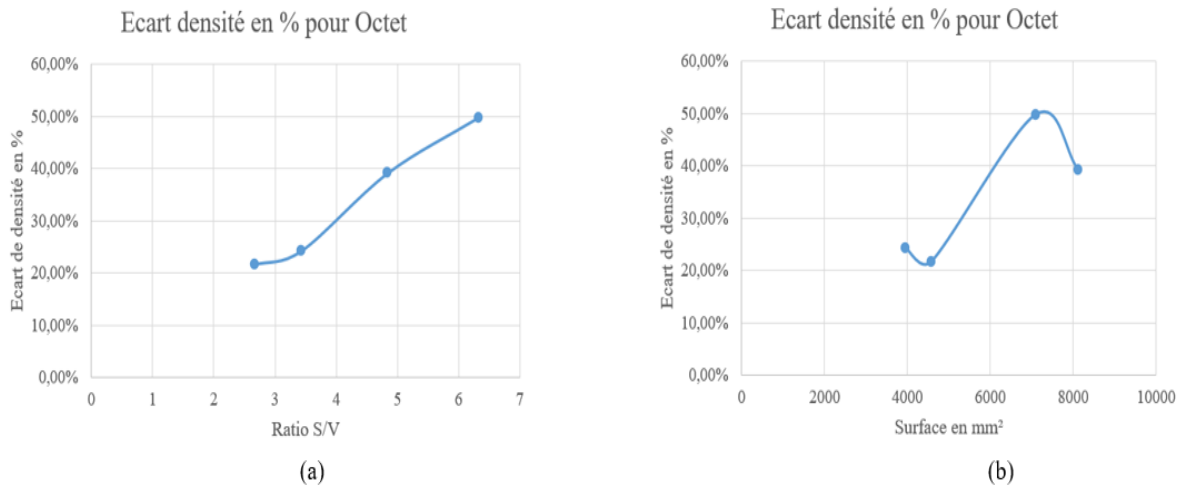 Ecart densité en % pour Octet
60,00%
50,00%
40,00%
30,00%
20,00%
10,00%
0,00%
Ecart de densité en %
0 1 2 3 4 5 6 7
Ratio S/V
(a)
Ecart densité en % pour Octet
60,00%
50,00%
40,00%
30,00%
20,00%
10,00%
0,00%
Ecart de densité en %
0 2000 4000 6000 8000 10000
Surface en mm²
(b)